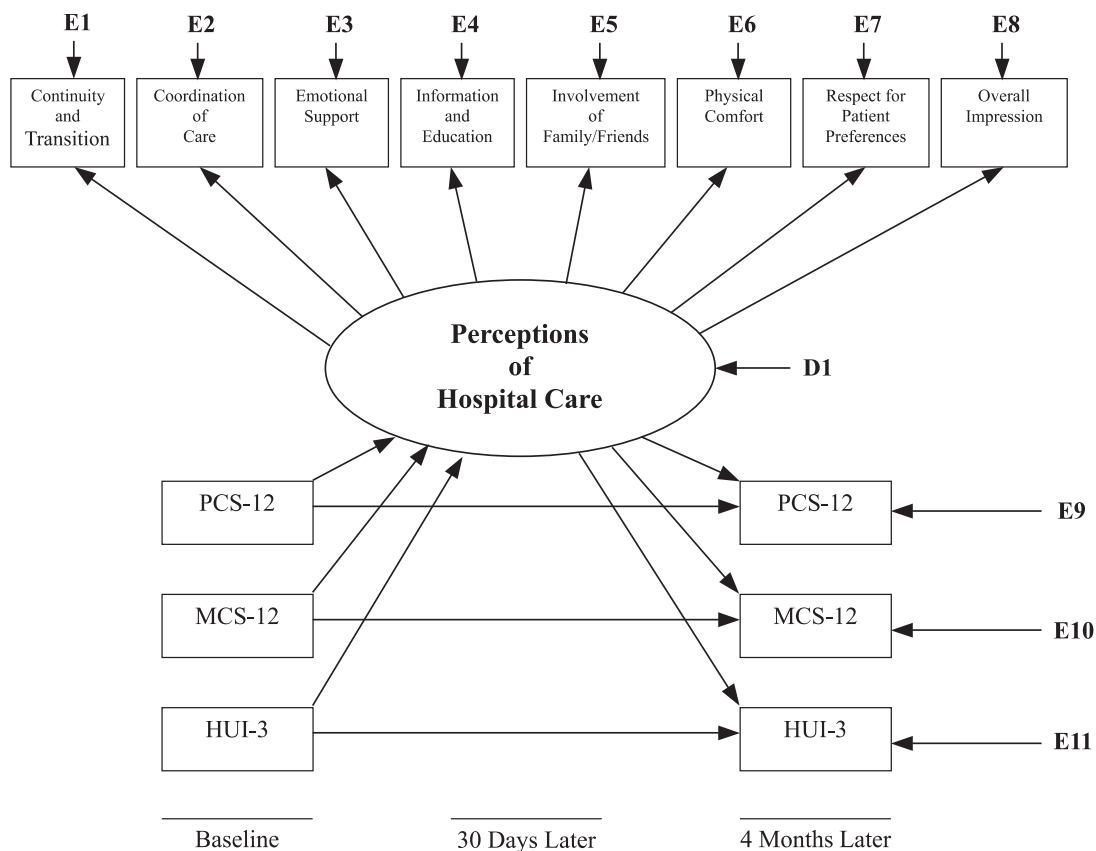 E1 E2 E3 E4 E5 E6 E7 E8
Continuity
and
Transition
Coordination
of
Care
Emotional
Support
Information
and
Education
Involvement
of
Family/Friends
Physical
Comfort
Respect for
Patient
Preferences
Overall
Impression
Perceptions
of
Hospital Care
D1
PCS-12
PCS-12
E9
MCS-12
MCS-12
E10
HUI-3
HUI-3
E11
Baseline
30 Days Later
4 Months Later